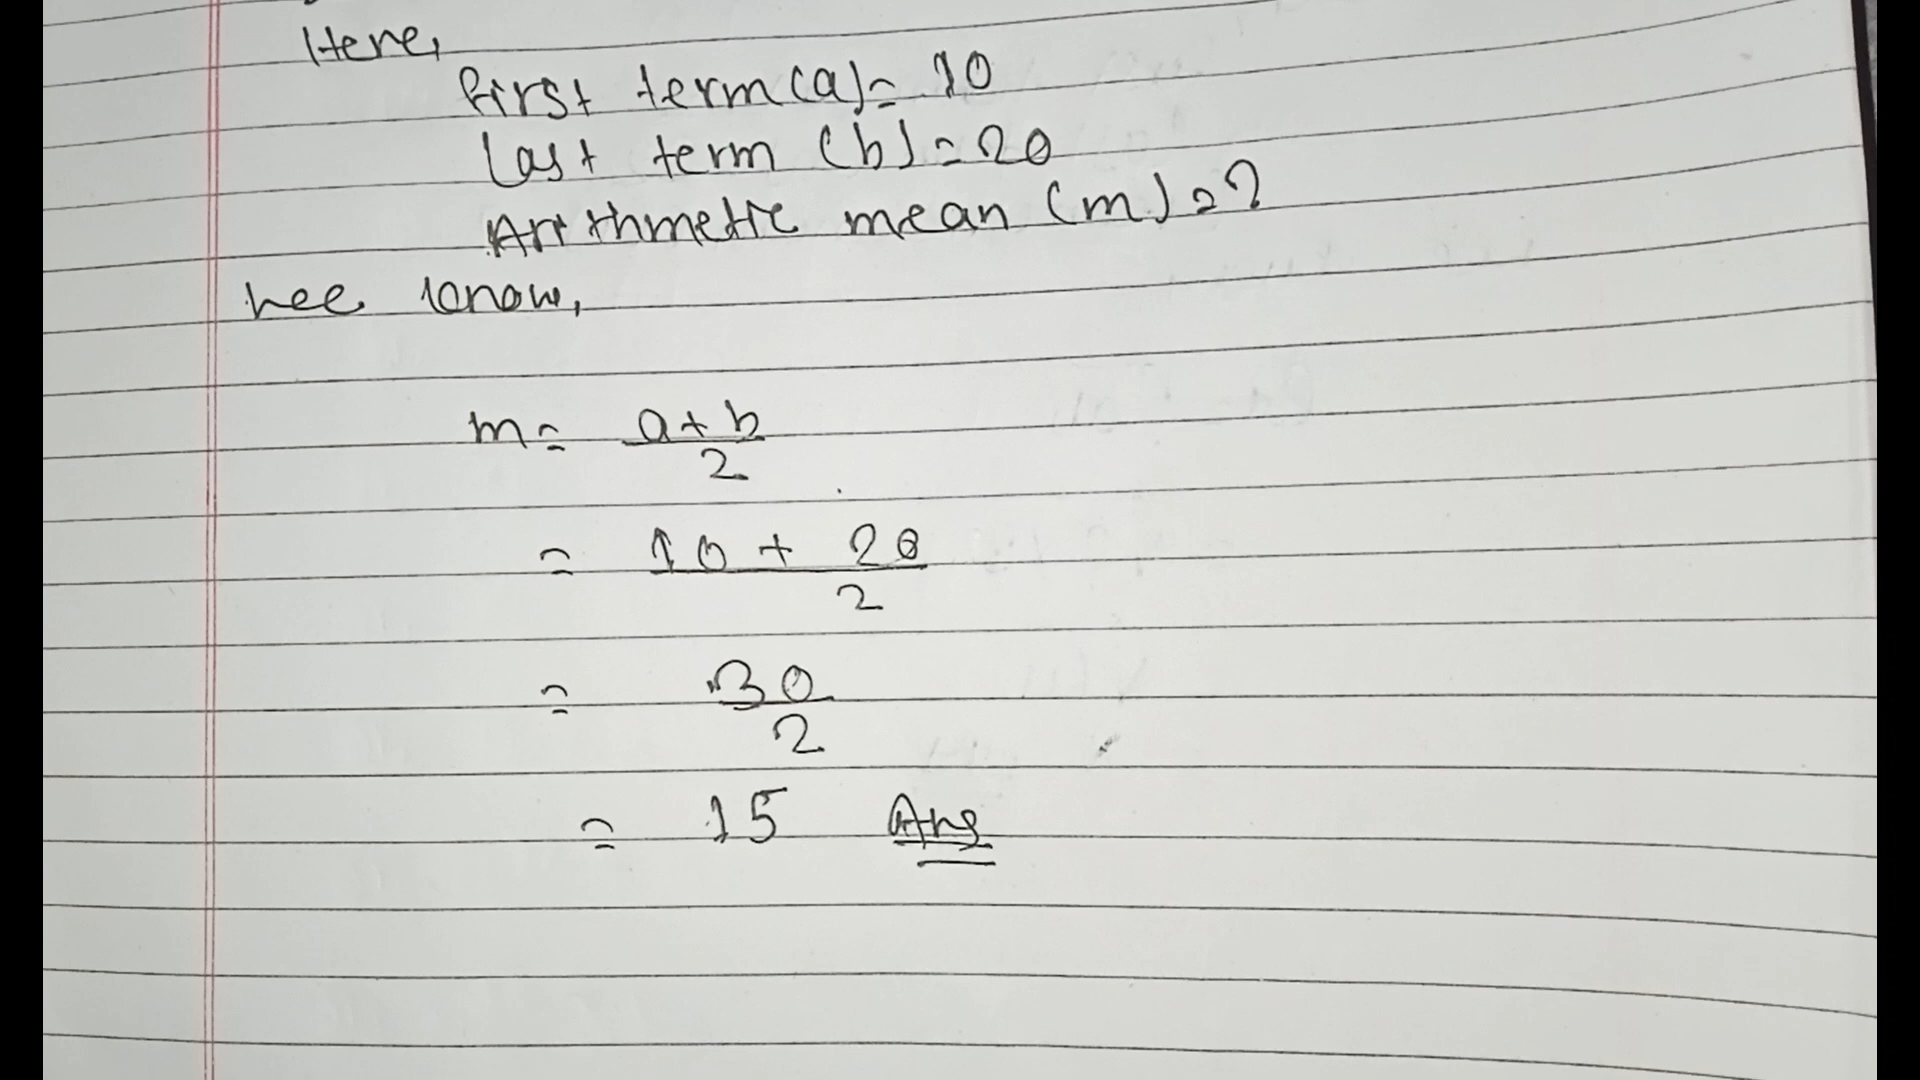 Here,
first term (a) = 10
Last term (b) = 20
Arithmetic mean (m) = ?
we know,
m = a + b
2
= 10 + 20
2
= 30
2
= 15 Ans